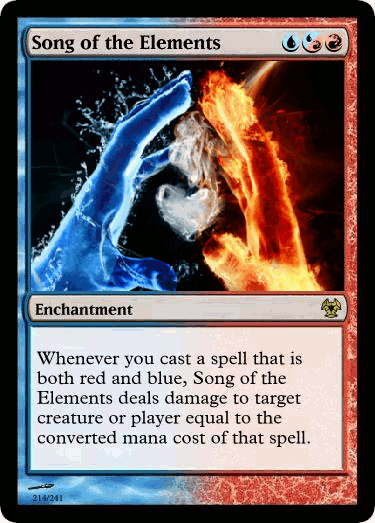 Song of the Elements
Enchantment
Whenever you cast a spell that is
both red and blue, Song of the
Elements deals damage to target
creature or player equal to the
converted mana cost of that spell.
214/241